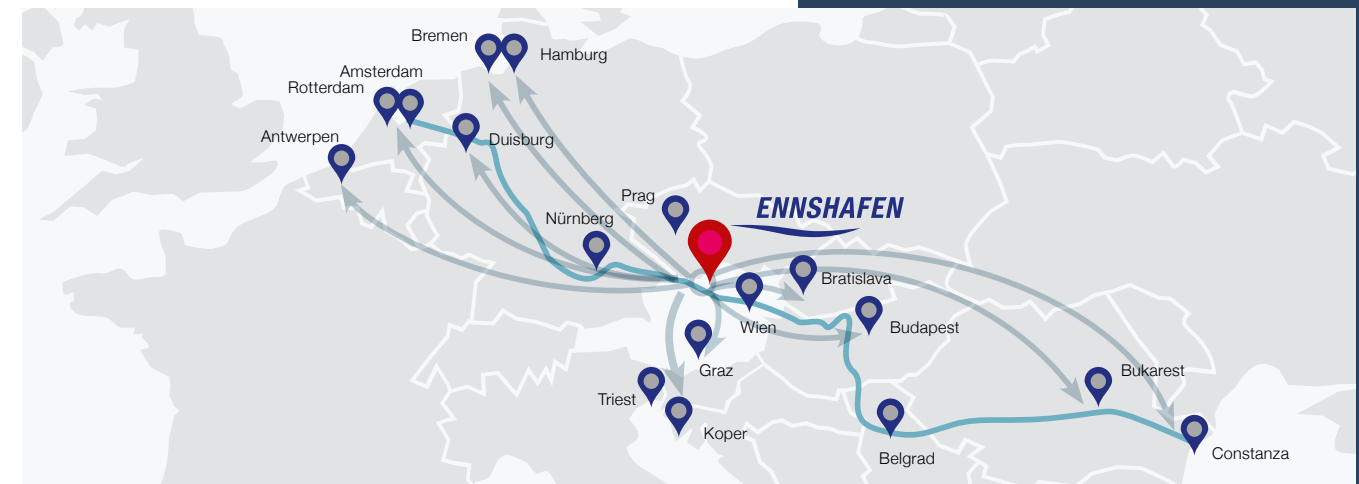 Bremen
Hamburg
Amsterdam
Rotterdam
Antwerpen
Duisburg
Prag
ENNSHAFEN
Nürnberg
Bratislava
Wien
Budapest
Graz
Bukarest
Triest
Koper
Constanza
Belgrad